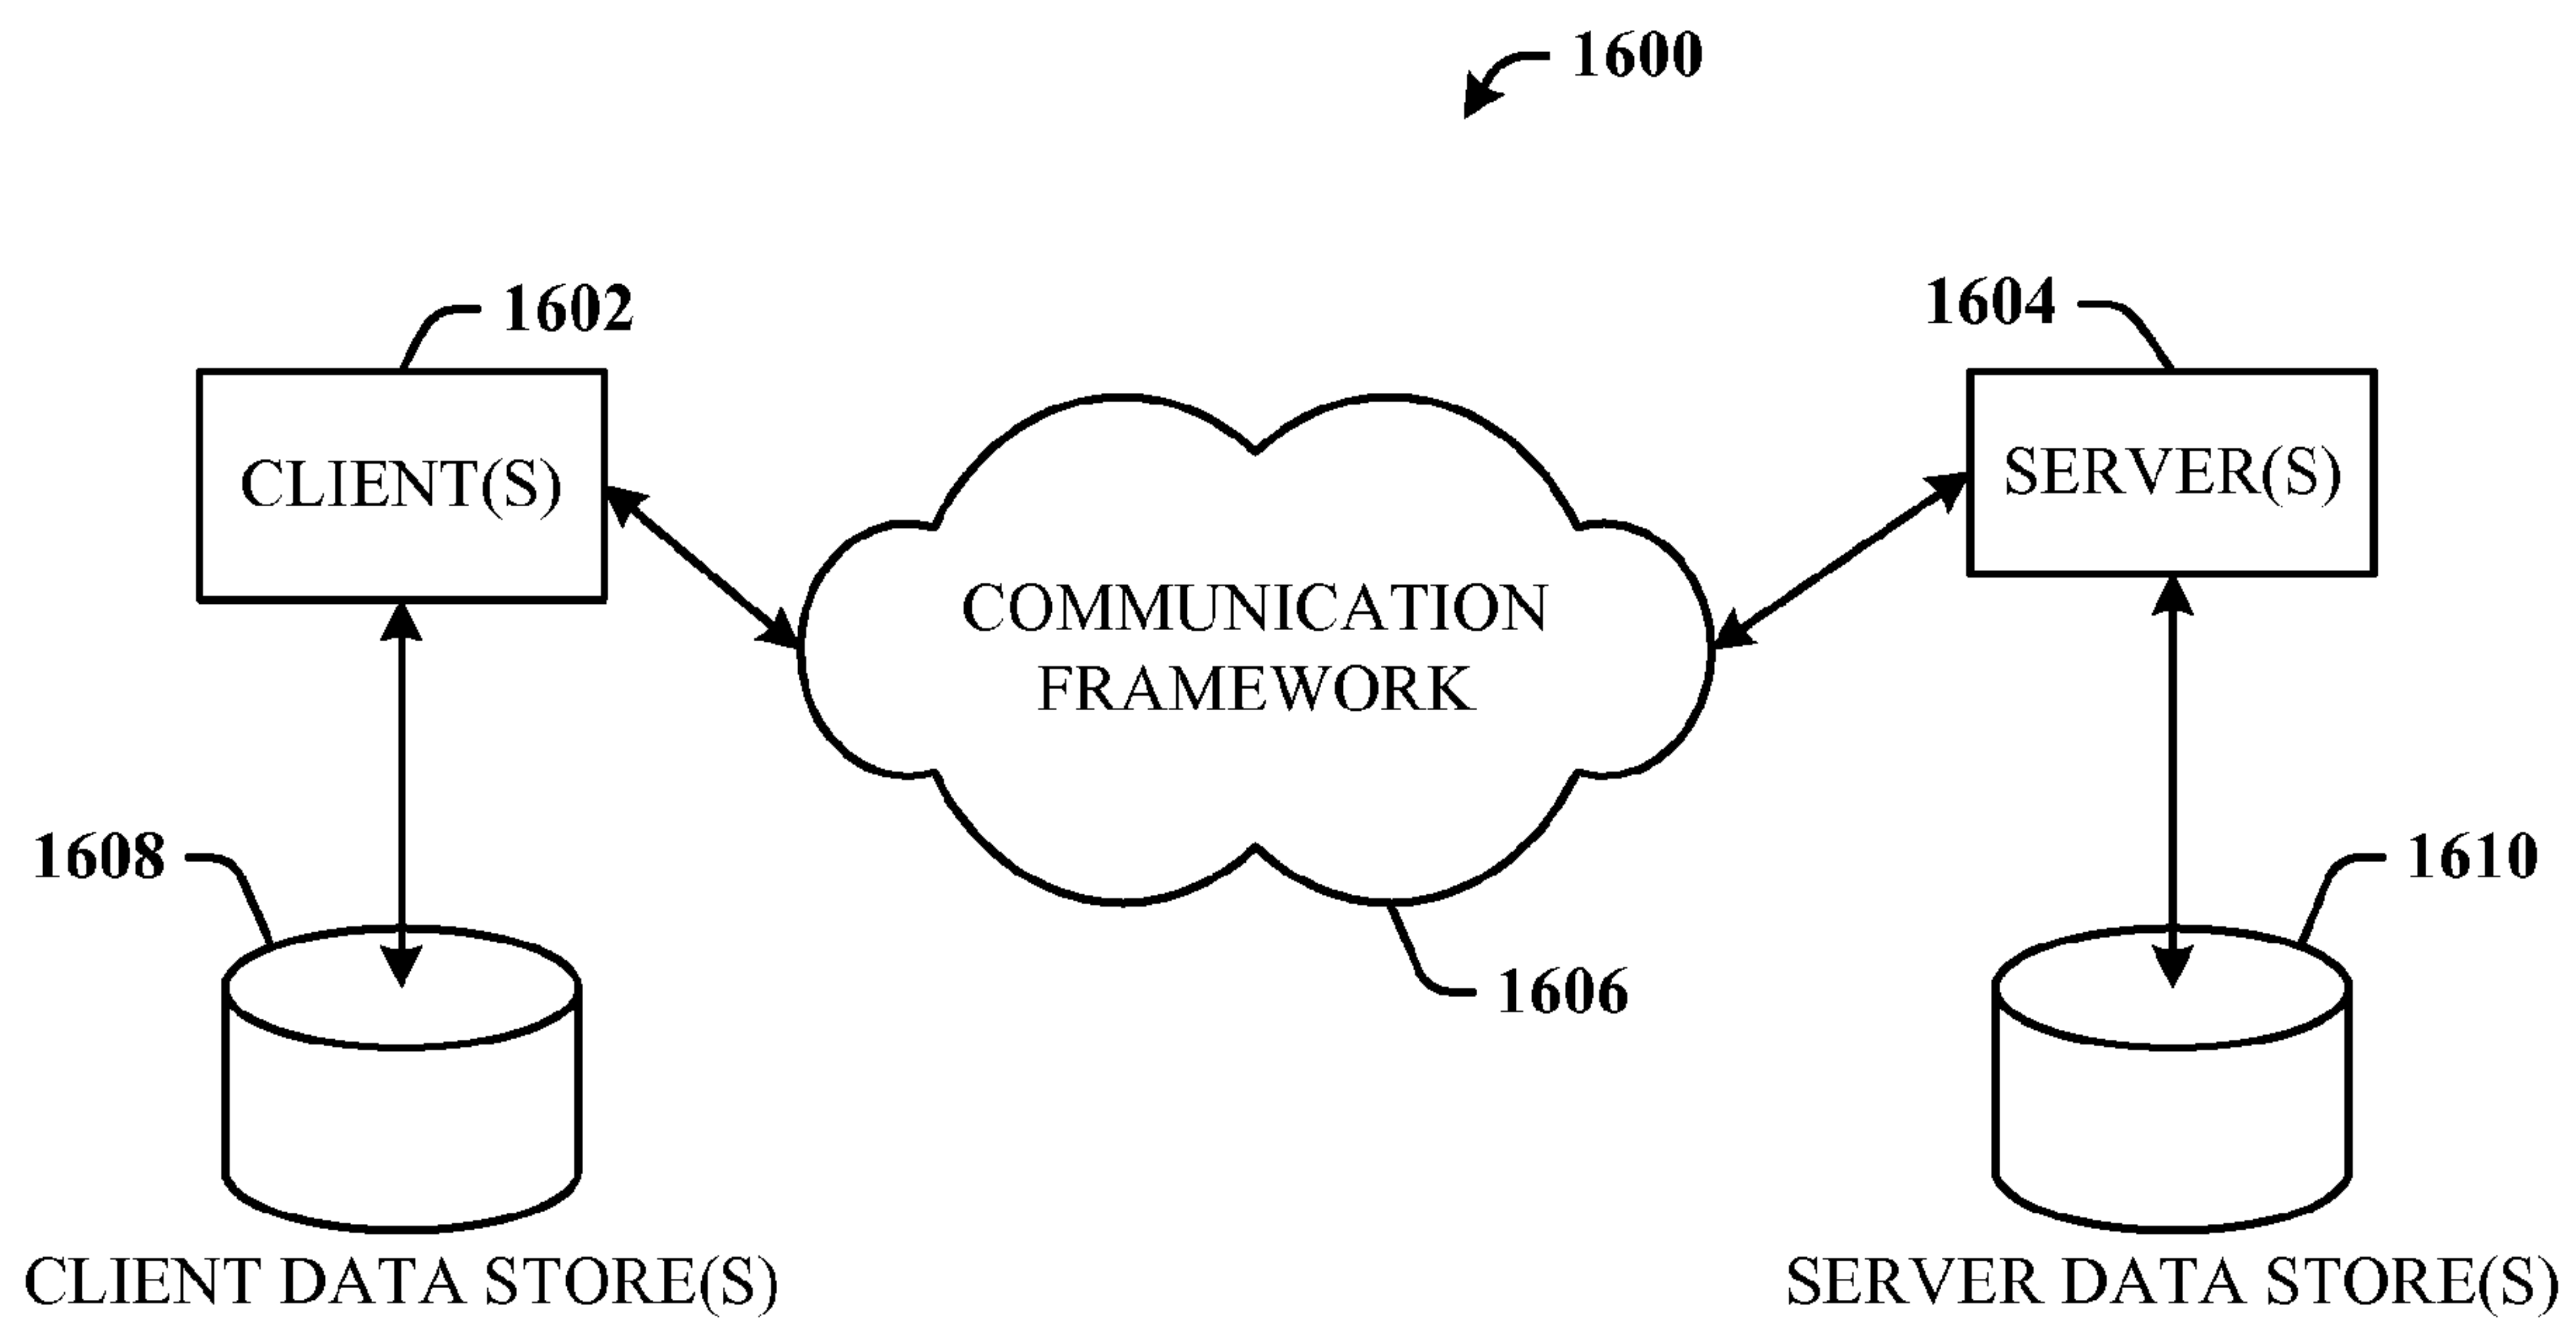 1600
1602
1604
CLIENT(S)
SERVER(S)
COMMUNICATION
FRAMEWORK
1608
1610
1606
CLIENT DATA STORE(S)
SERVER DATA STORE(S)